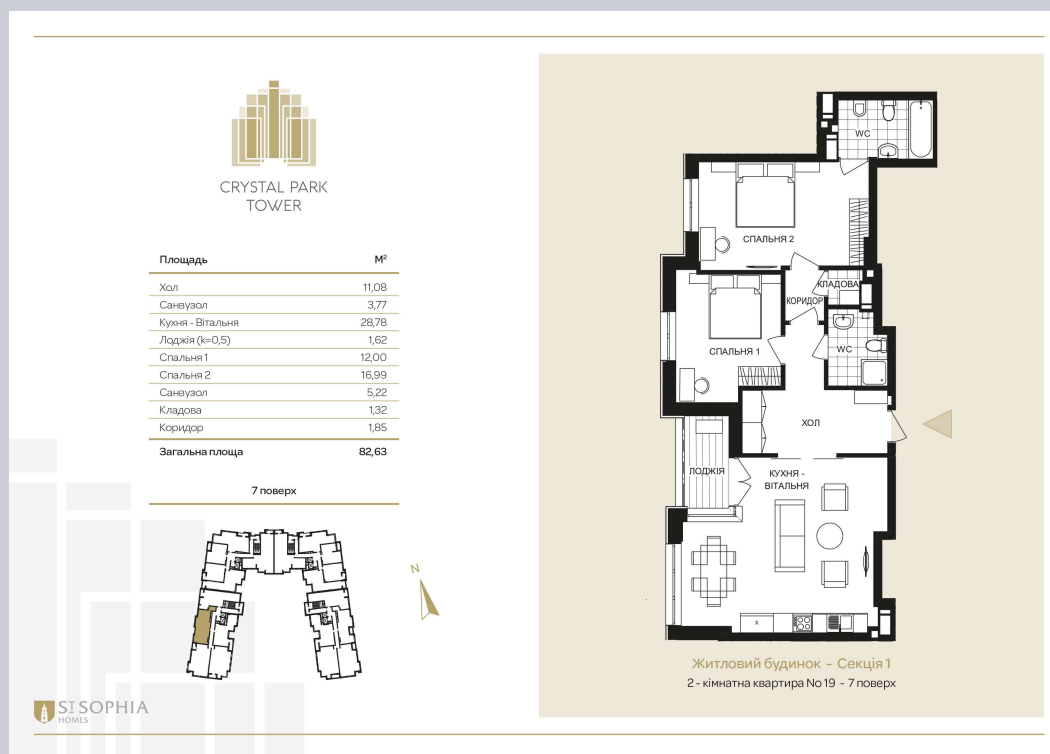 CRYSTAL PARK
TOWER
Площадь М²
Хол 11,08
Санвузол 3,77
Кухня - Вітальня 28,78
Лоджія (k=0,5) 1,62
Спальня 1 12,00
Спальня 2 16,99
Санвузол 5,22
Кладова 1,32
Коридор 1,85
Загальна площа 82,63
7 поверх
N
ST SOPHIA
HOMES
WC
СПАЛЬНЯ 2
КЛАДОВА
КОРИДОР
СПАЛЬНЯ 1
WC
ХОЛ
ЛОДЖІЯ
КУХНЯ -
ВІТАЛЬНЯ
X
Житловий будинок - Секція 1
2 - кімнатна квартира No 19 - 7 поверх